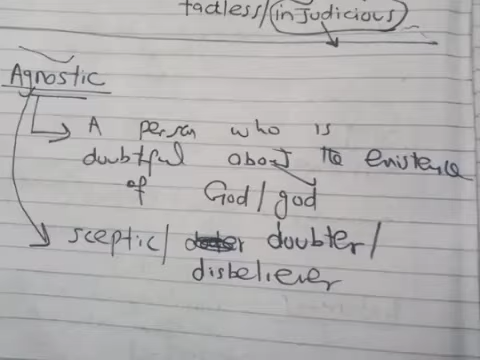 tactless/injudicious
Agnostic
A person who is
doubtful about the existence
of God/god
sceptic/ doubter/
disbeliever